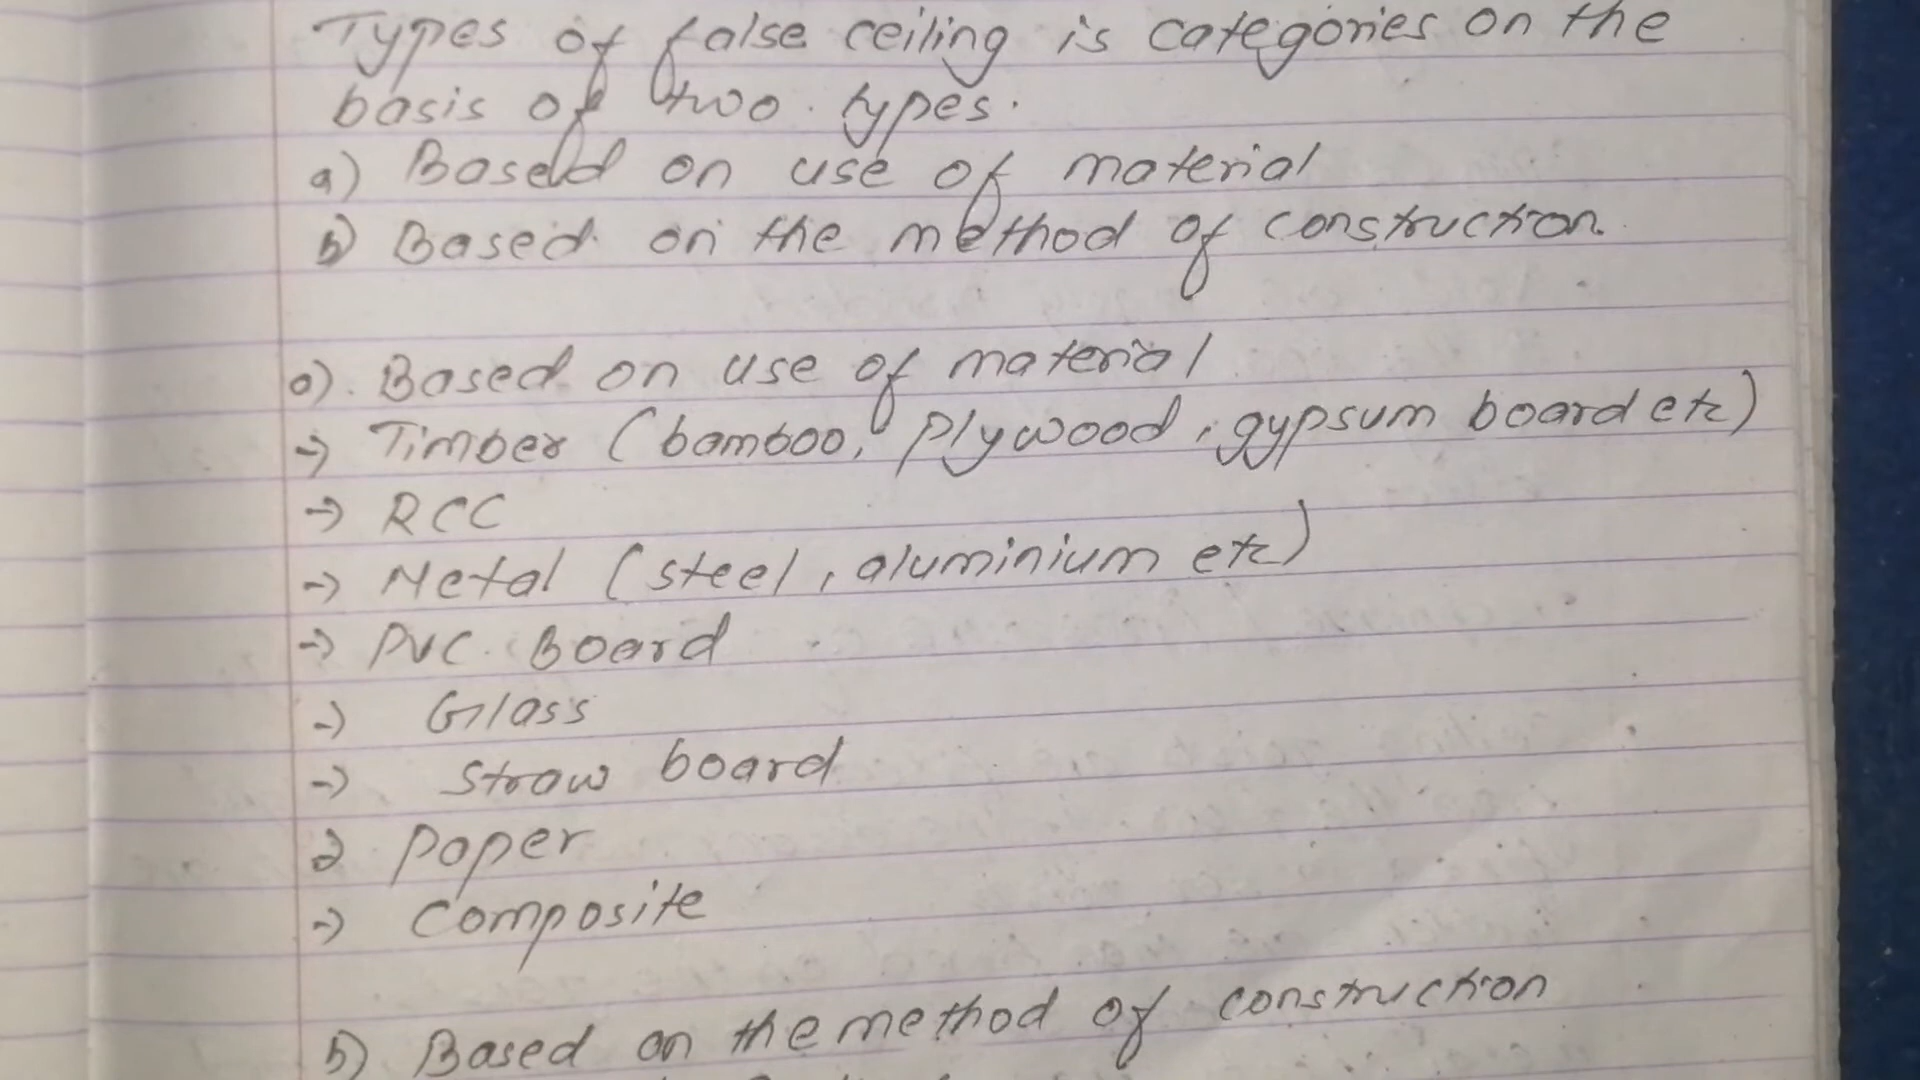 Types of false ceiling is categories on the
basis of two types.
a) Based on use of material
b) Based on the method of construction.
a). Based on use of material
→ Timber (bamboo, plywood, gypsum board etc)
→ RCC
→ Metal (steel, aluminium etc)
→ PVC Board
→ Glass
→ Straw board
→ Paper
→ Composite
b) Based on the method of construction